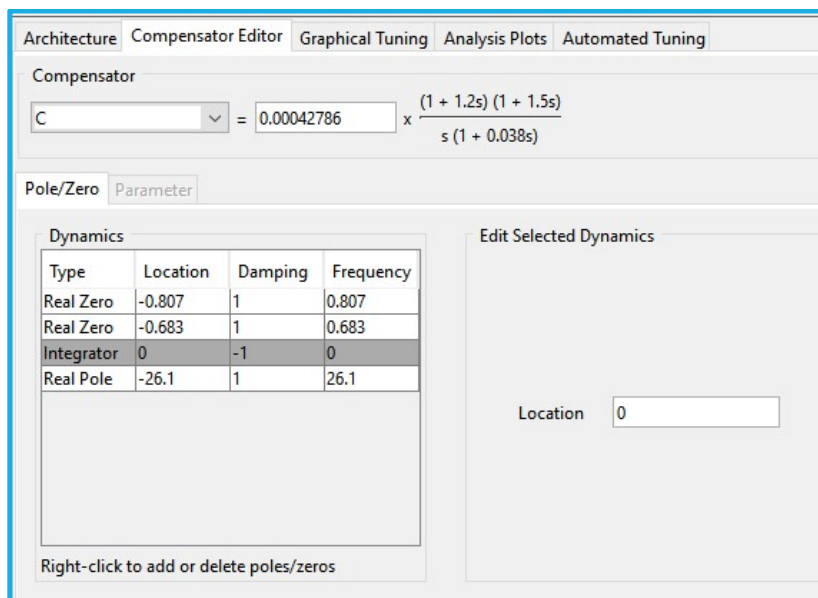 Architecture Compensator Editor Graphical Tuning Analysis Plots Automated Tuning
Compensator
C = 0.00042786 x (1 + 1.2s) (1 + 1.5s)
s (1 + 0.038s)
Pole/Zero Parameter
Dynamics
Type Location Damping Frequency
Real Zero -0.807 1 0.807
Real Zero -0.683 1 0.683
Integrator 0 -1 0
Real Pole -26.1 1 26.1
Right-click to add or delete poles/zeros
Edit Selected Dynamics
Location 0